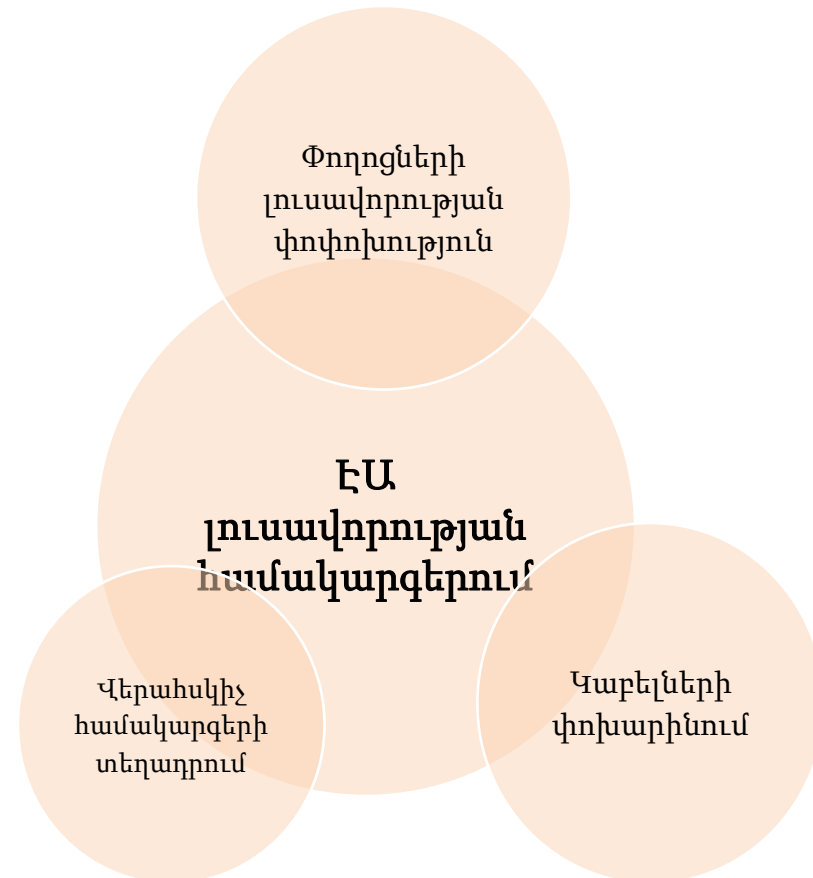 Փողոցների
լուսավորության
փոփոխություն
ԷԱ
լուսավորության
համակարգերում
Վերահսկիչ
համակարգերի
տեղադրում
Կաբելների
փոխարինում